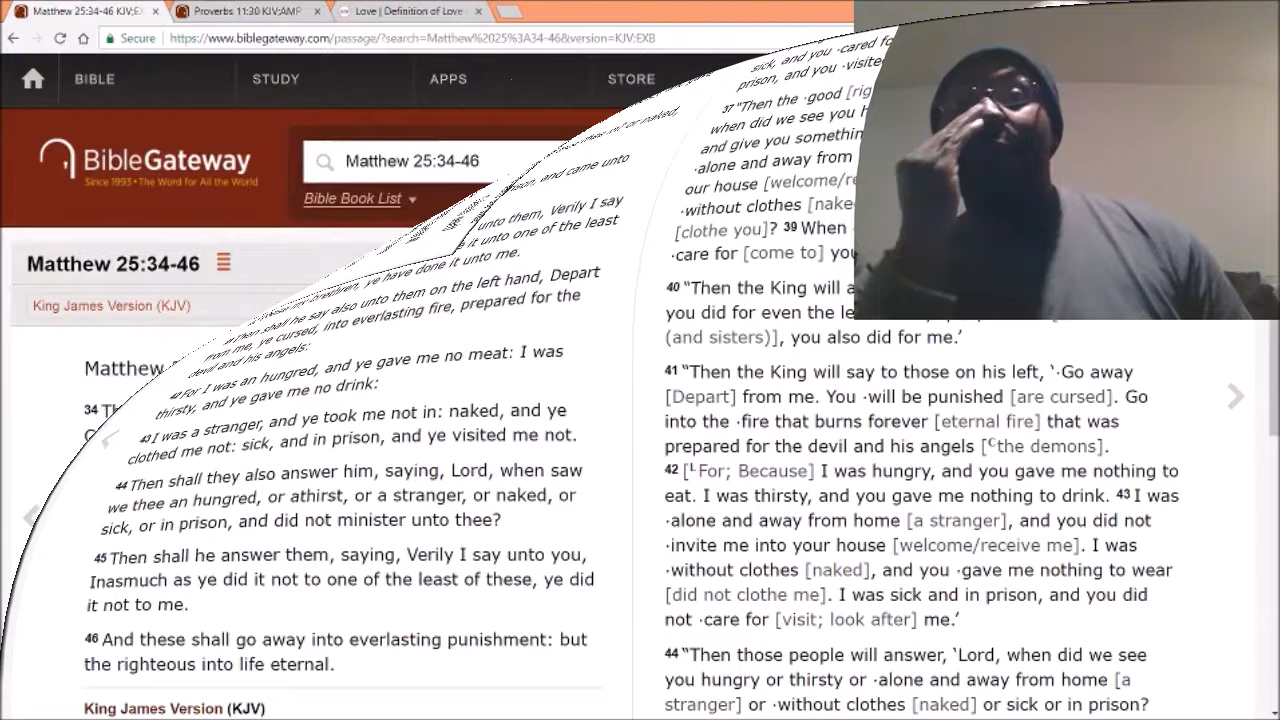 Matthew 25:34-46 KJV;E
Proverbs 11:30 KJV;AMP
Love | Definition of Love
Secure
https://www.biblegateway.com/passage/?search=Matthew%2025%3A34-46&version=KJV;EXB
BIBLE
STUDY
APPS
STORE
BibleGateway
Since 1993 • The Word for All the World
Matthew 25:34-46
Bible Book List
Matthew 25:34-46
King James Version (KJV)
Matthew
34 Th
or naked,
and came unto
unto them, Verily I say
it unto one of the least
brethren, ye have done it unto me.
shall he say also unto them on the left hand, Depart
from me, ye cursed, into everlasting fire, prepared for the
devil and his angels:
42 For I was an hungred, and ye gave me no meat: I was
thirsty, and ye gave me no drink:
43 I was a stranger, and ye took me not in: naked, and ye
clothed me not: sick, and in prison, and ye visited me not.
44 Then shall they also answer him, saying, Lord, when saw
we thee an hungred, or athirst, or a stranger, or naked, or
sick, or in prison, and did not minister unto thee?
45 Then shall he answer them, saying, Verily I say unto you,
Inasmuch as ye did it not to one of the least of these, ye did
it not to me.
46 And these shall go away into everlasting punishment: but
the righteous into life eternal.
King James Version (KJV)
sick, and you ·cared fo
prison, and you ·visite
37 “Then the ·good [rig
when did we see you h
and give you somethin
·alone and away from
our house [welcome/re
·without clothes [nake
[clothe you]? 39 When
·care for [come to] you
40 “Then the King will a
you did for even the le
(and sisters)], you also did for me.’
41 “Then the King will say to those on his left, ‘·Go away
[Depart] from me. You ·will be punished [are cursed]. Go
into the ·fire that burns forever [eternal fire] that was
prepared for the devil and his angels [C the demons].
42 [L For; Because] I was hungry, and you gave me nothing to
eat. I was thirsty, and you gave me nothing to drink. 43 I was
·alone and away from home [a stranger], and you did not
·invite me into your house [welcome/receive me]. I was
·without clothes [naked], and you ·gave me nothing to wear
[did not clothe me]. I was sick and in prison, and you did
not ·care for [visit; look after] me.’
44 “Then those people will answer, ‘Lord, when did we see
you hungry or thirsty or ·alone and away from home [a
stranger] or ·without clothes [naked] or sick or in prison?